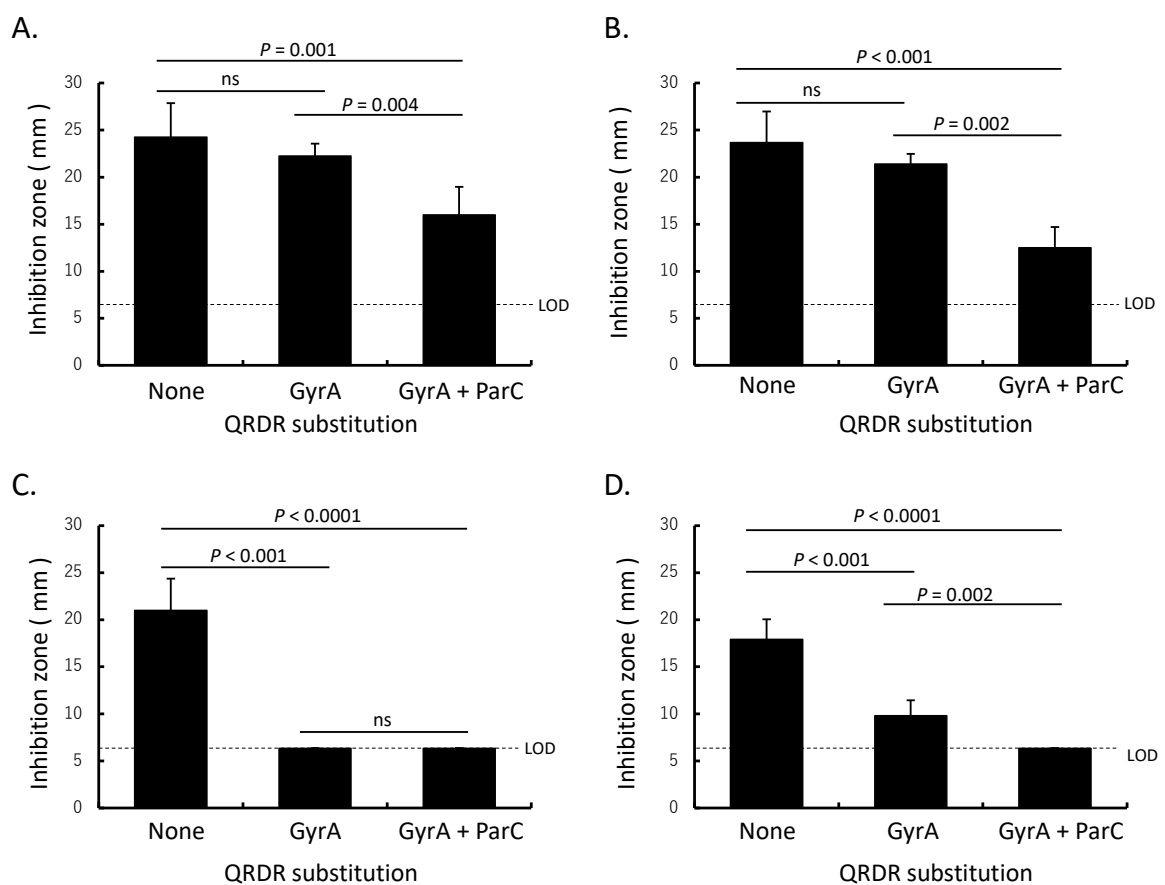 A.
P = 0.001
ns
P = 0.004
30
25
20
15
10
5
0
Inhibition zone ( mm )
LOD
None GyrA GyrA + ParC
QRDR substitution
B.
P < 0.001
ns
P = 0.002
30
25
20
15
10
5
0
Inhibition zone ( mm )
LOD
None GyrA GyrA + ParC
QRDR substitution
C.
P < 0.0001
P < 0.001
ns
30
25
20
15
10
5
0
Inhibition zone ( mm )
LOD
None GyrA GyrA + ParC
QRDR substitution
D.
P < 0.0001
P < 0.001
P = 0.002
30
25
20
15
10
5
0
Inhibition zone ( mm )
LOD
None GyrA GyrA + ParC
QRDR substitution